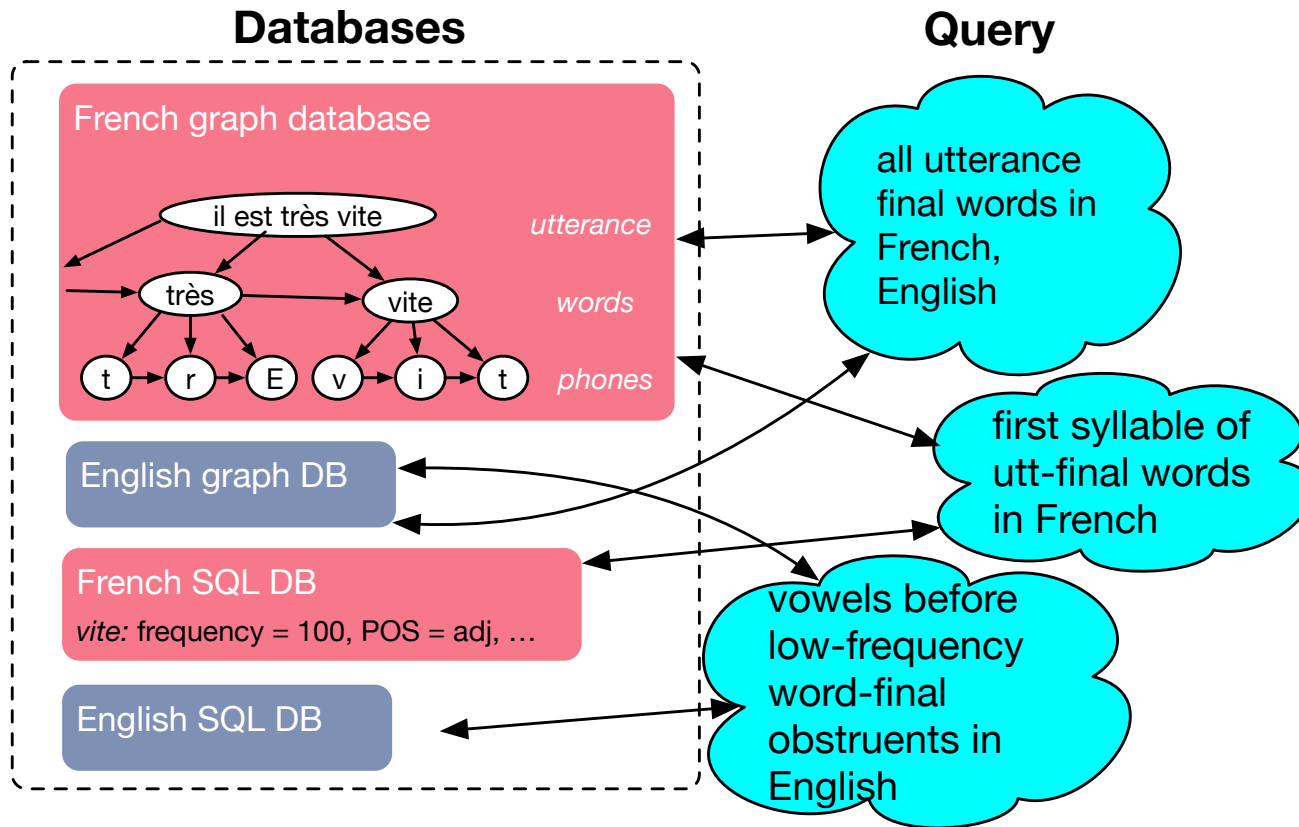 Databases
Query
French graph database
il est très vite
utterance
très
vite
words
t
r
E
v
i
t
phones
English graph DB
French SQL DB
vite: frequency = 100, POS = adj, …
English SQL DB
all utterance
final words in
French,
English
first syllable of
utt-final words
in French
vowels before
low-frequency
word-final
obstruents in
English